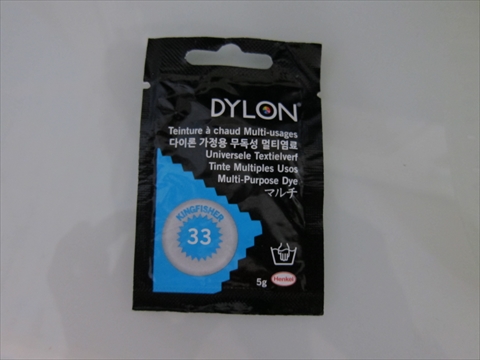 DYLON
Teinture à chaud Multi-usages
다이론 가정용 무독성 멀티염료
Universele Textielverf
Tinte Multiples Usos
Multi-Purpose Dye
マルチ
KINGFISHER
33
5g
Henkel